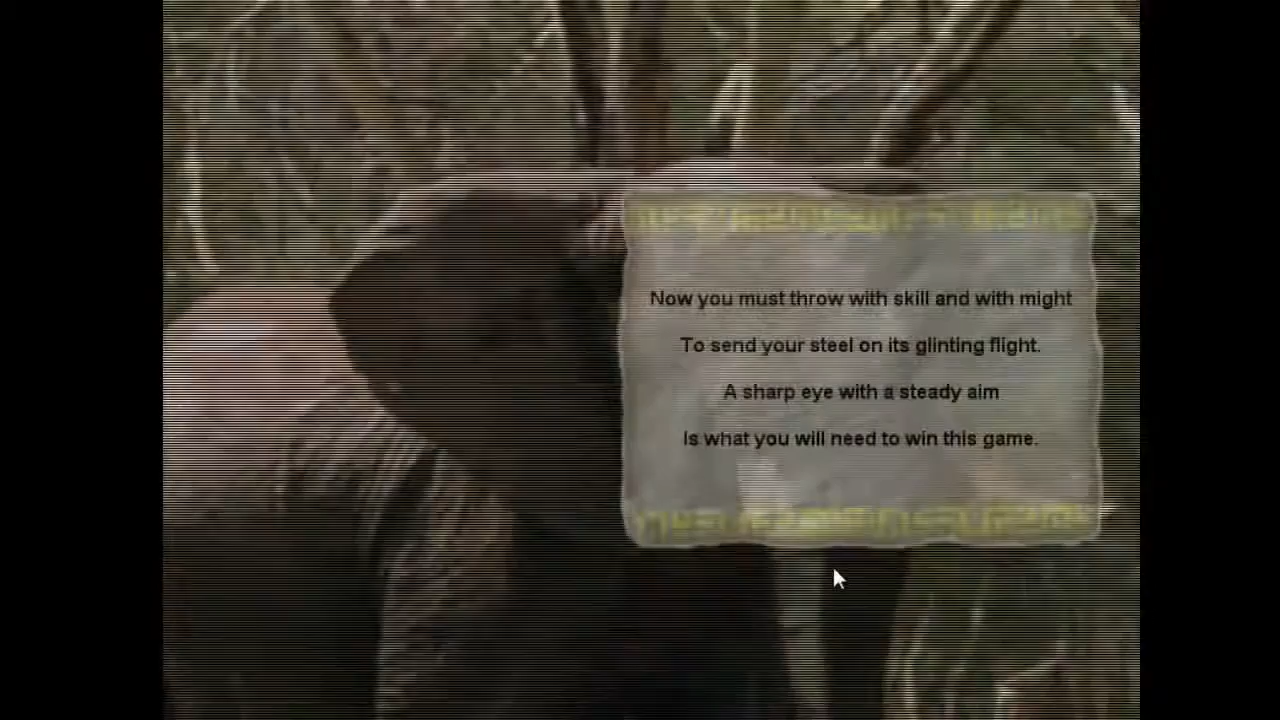 Now you must throw with skill and with might
To send your steel on its glinting flight.
A sharp eye with a steady aim
Is what you will need to win this game.